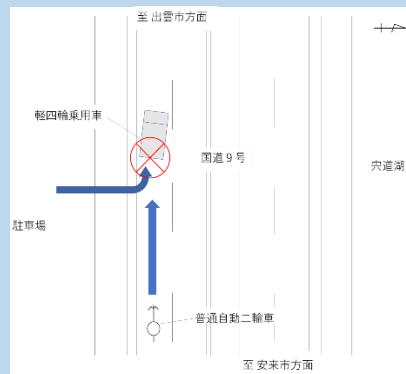 至 出雲市方面
軽四輪乗用車
国道９号
宍道湖
駐車場
普通自動二輪車
至 安来市方面